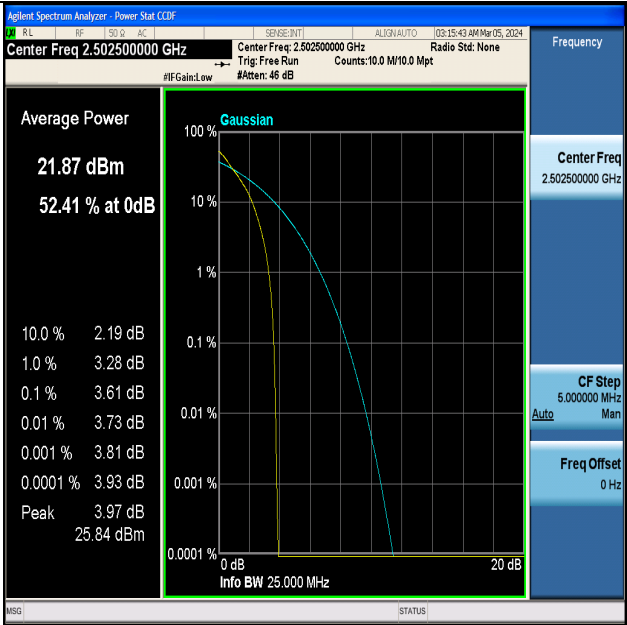 Agilent Spectrum Analyzer - Power Stat CCDF
LXI RL RF 50 Ω AC SENSE:INT ALIGN AUTO 03:15:43 AM Mar 05, 2024
Center Freq 2.502500000 GHz
Center Freq: 2.502500000 GHz Radio Std: None
Trig: Free Run Counts:10.0 M/10.0 Mpt
#IFGain:Low #Atten: 46 dB
Frequency
Average Power
21.87 dBm
52.41 % at 0dB
10.0 % 2.19 dB
1.0 % 3.28 dB
0.1 % 3.61 dB
0.01 % 3.73 dB
0.001 % 3.81 dB
0.0001 % 3.93 dB
Peak 3.97 dB
25.84 dBm
Gaussian
100 %
10 %
1 %
0.1 %
0.01 %
0.001 %
0.0001 %
0 dB 20 dB
Info BW 25.000 MHz
Center Freq
2.502500000 GHz
CF Step
5.000000 MHz
Auto Man
Freq Offset
0 Hz
MSG STATUS